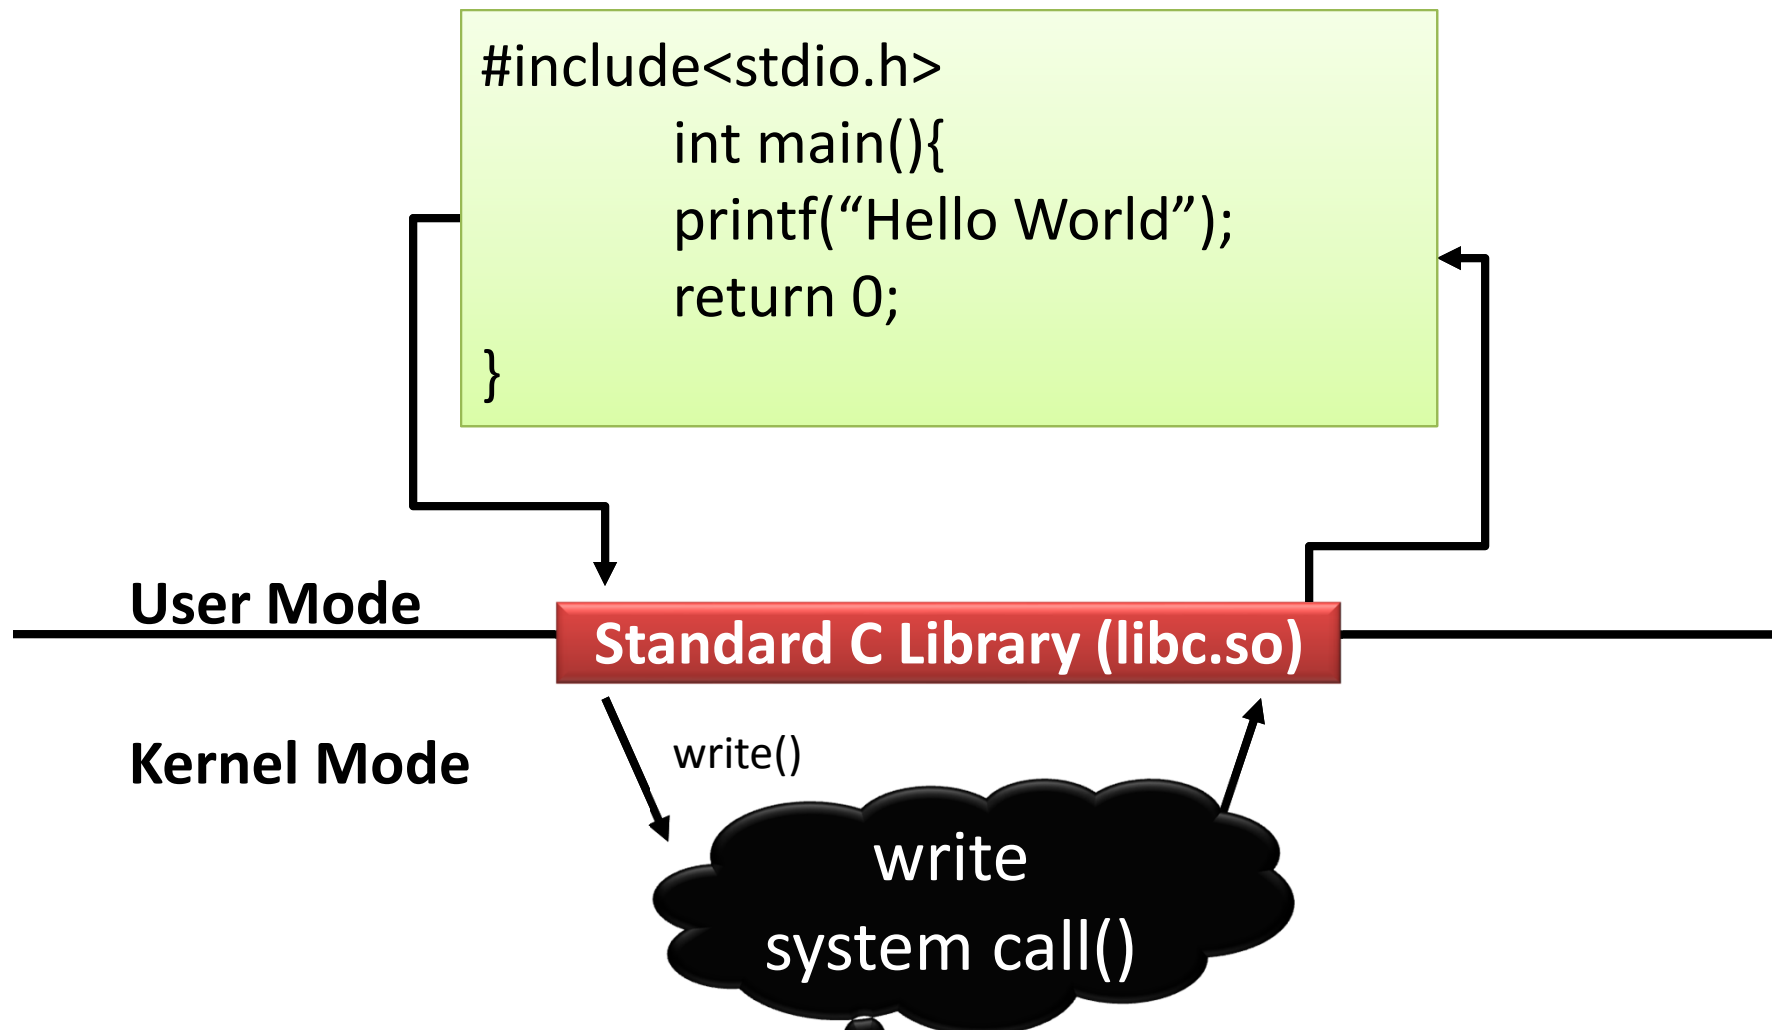 #include<stdio.h>
int main(){
printf(“Hello World”);
return 0;
}
User Mode
Standard C Library (libc.so)
Kernel Mode
write()
write
system call()